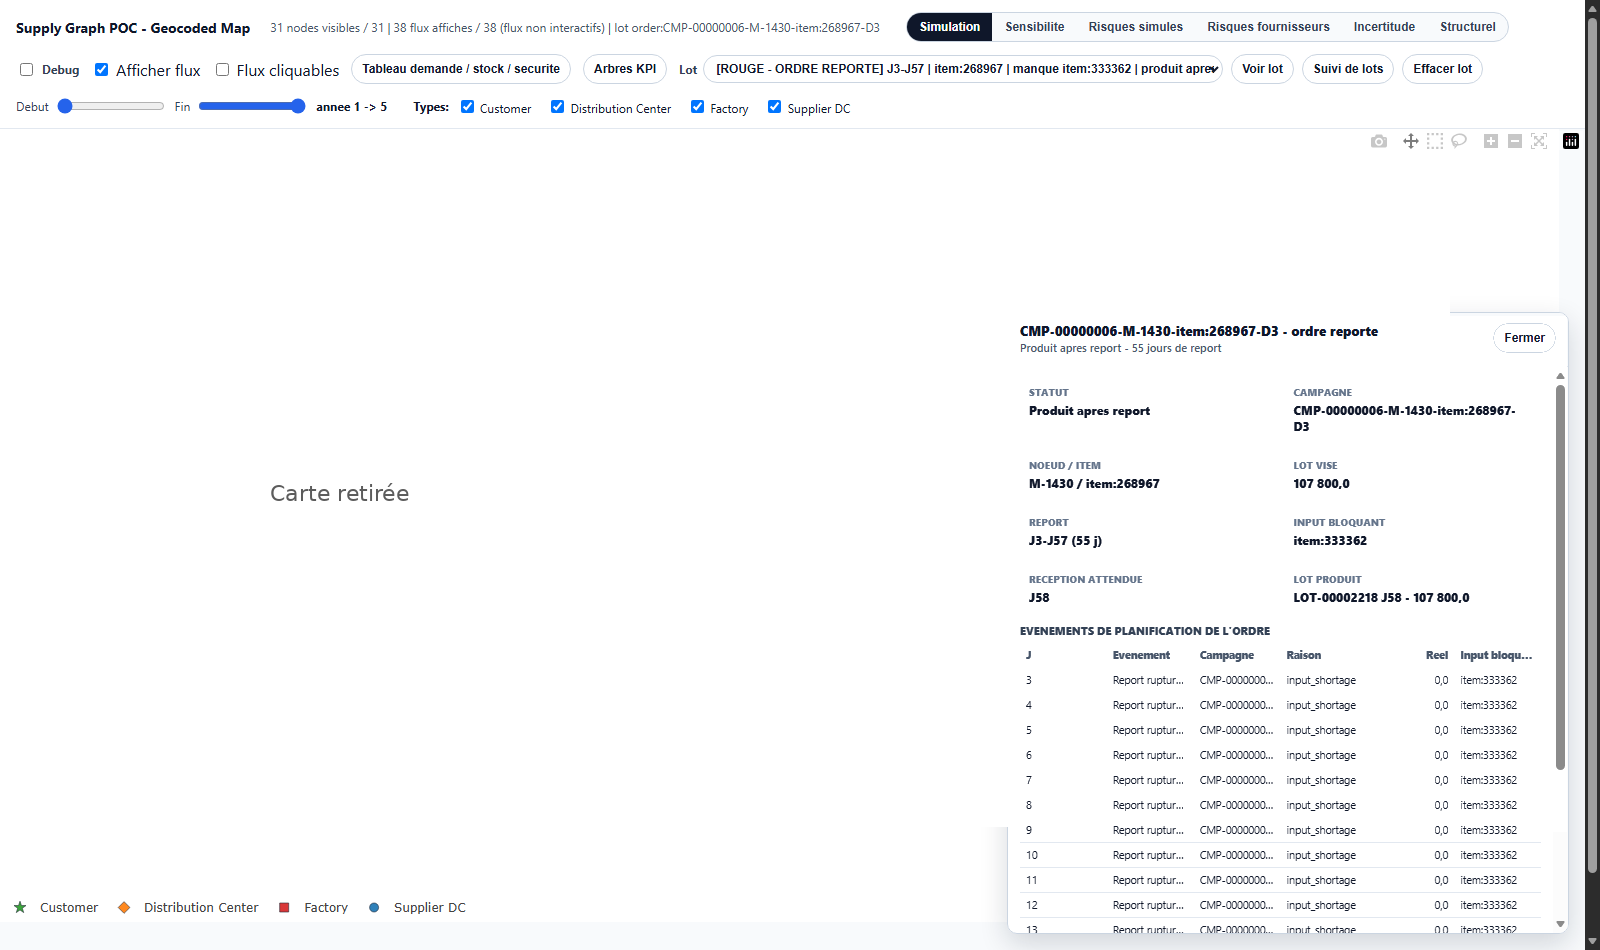 Supply Graph POC - Geocoded Map 31 nodes visibles / 31 | 38 flux affiches / 38 (flux non interactifs) | lot order:CMP-00000006-M-1430-item:268967-D3 Simulation Sensibilite Risques simules Risques fournisseurs Incertitude Structurel
Debug Afficher flux Flux cliquables Tableau demande / stock / securite Arbres KPI Lot [ROUGE - ORDRE REPORTE] J3-J57 | item:268967 | manque item:333362 | produit apre Voir lot Suivi de lots Effacer lot
Debut Fin annee 1 -> 5 Types: Customer Distribution Center Factory Supplier DC
CMP-00000006-M-1430-item:268967-D3 - ordre reporte Fermer
Produit apres report - 55 jours de report
STATUT CAMPAGNE
Produit apres report CMP-00000006-M-1430-item:268967-
D3
NOEUD / ITEM LOT VISE
M-1430 / item:268967 107 800,0
Carte retirée
REPORT INPUT BLOQUANT
J3-J57 (55 j) item:333362
RECEPTION ATTENDUE LOT PRODUIT
J58 LOT-00002218 J58 - 107 800,0
EVENEMENTS DE PLANIFICATION DE L'ORDRE
J Evenement Campagne Raison Reel Input bloqu...
3 Report ruptur... CMP-0000000... input_shortage 0,0 item:333362
4 Report ruptur... CMP-0000000... input_shortage 0,0 item:333362
5 Report ruptur... CMP-0000000... input_shortage 0,0 item:333362
6 Report ruptur... CMP-0000000... input_shortage 0,0 item:333362
7 Report ruptur... CMP-0000000... input_shortage 0,0 item:333362
8 Report ruptur... CMP-0000000... input_shortage 0,0 item:333362
9 Report ruptur... CMP-0000000... input_shortage 0,0 item:333362
10 Report ruptur... CMP-0000000... input_shortage 0,0 item:333362
11 Report ruptur... CMP-0000000... input_shortage 0,0 item:333362
12 Report ruptur... CMP-0000000... input_shortage 0,0 item:333362
13 Report ruptur... CMP-0000000... input_shortage 0,0 item:333362
Customer Distribution Center Factory Supplier DC